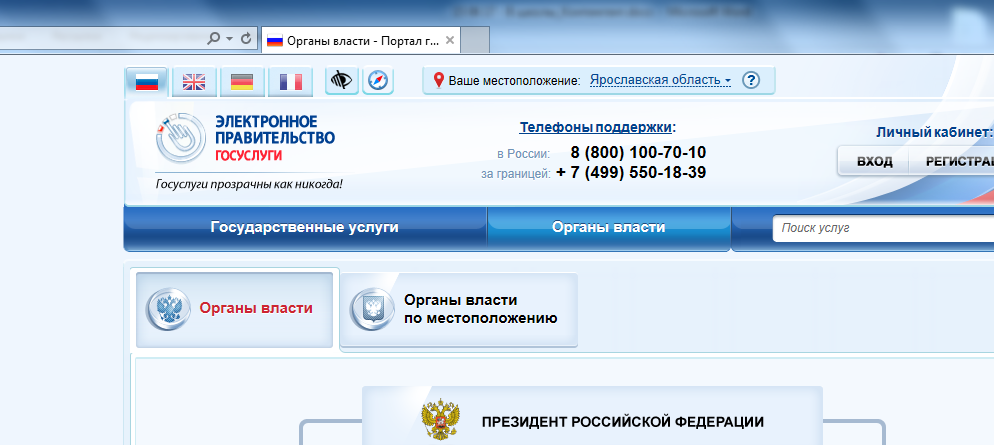 Органы власти - Портал г...
Ваше местоположение: Ярославская область
?
ЭЛЕКТРОННОЕ
ПРАВИТЕЛЬСТВО
ГОСУСЛУГИ
Госуслуги прозрачны как никогда!
Телефоны поддержки:
в России: 8 (800) 100-70-10
за границей: + 7 (499) 550-18-39
Личный кабинет:
ВХОД РЕГИСТРАЦ
Государственные услуги
Органы власти
Поиск услуг
Органы власти
Органы власти
по местоположению
ПРЕЗИДЕНТ РОССИЙСКОЙ ФЕДЕРАЦИИ